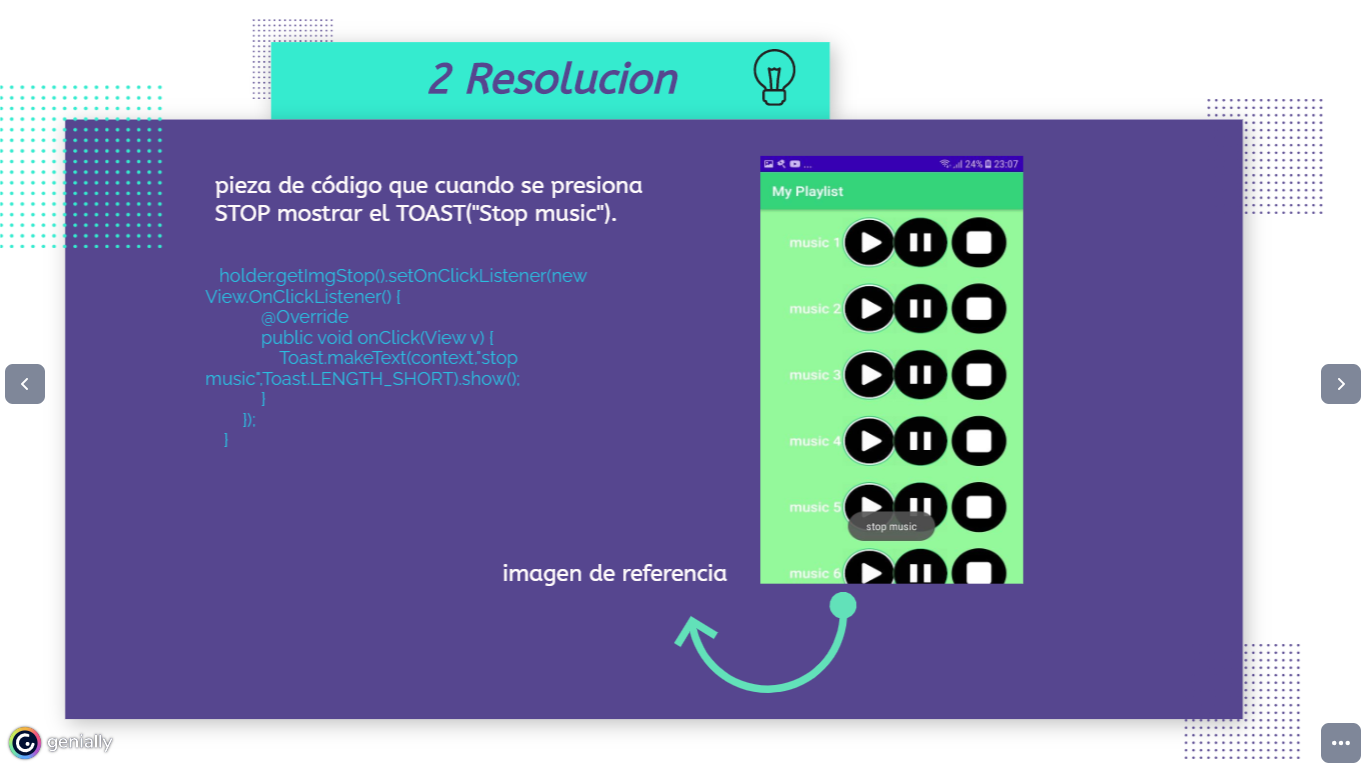 2 Resolucion
pieza de código que cuando se presiona
STOP mostrar el TOAST("Stop music").
holder.getImgStop().setOnClickListener(new
View.OnClickListener() {
@Override
public void onClick(View v) {
Toast.makeText(context,"stop
music",Toast.LENGTH_SHORT).show();
}
});
}
24% 23:07
My Playlist
music 1
music 2
music 3
music 4
music 5
stop music
music 6
imagen de referencia
genially